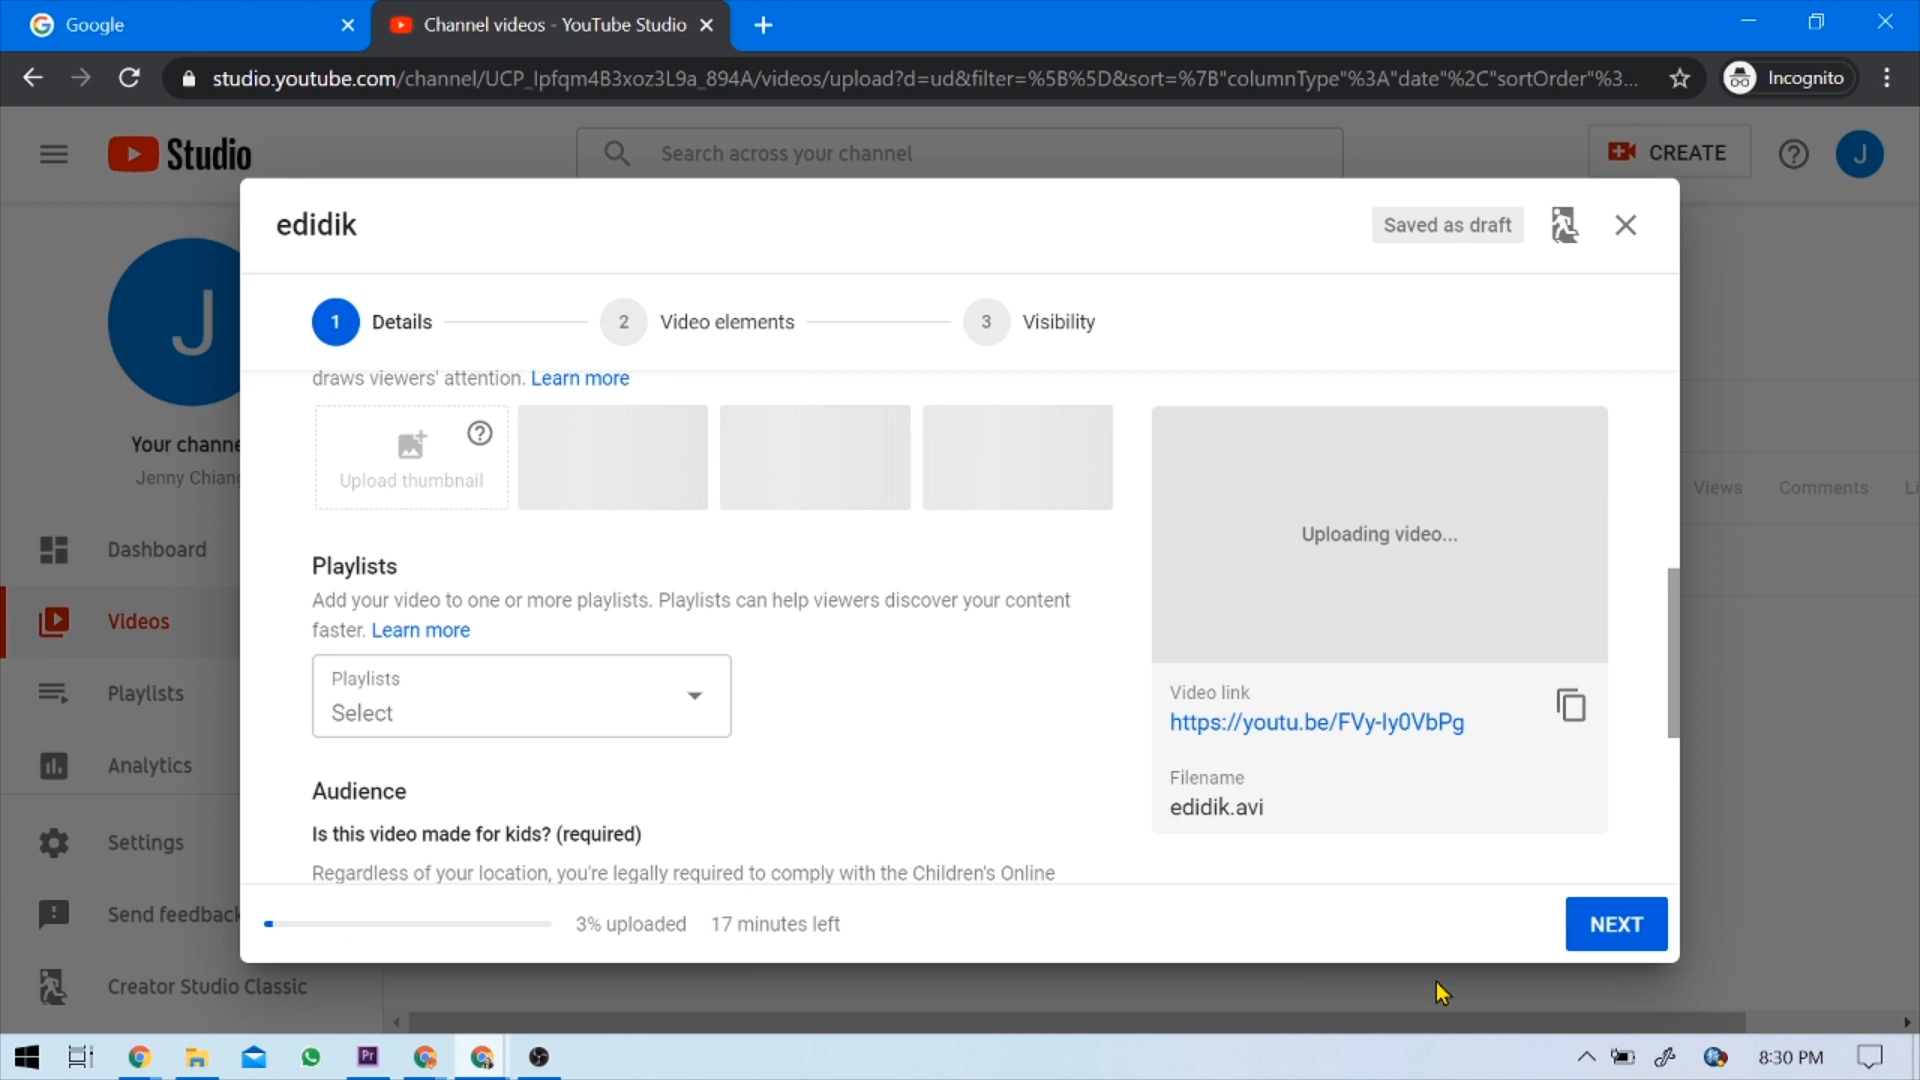 Google
Channel videos - YouTube Studio
studio.youtube.com/channel/UCP_Ipfqm4B3xoz3L9a_894A/videos/upload?d=ud&filter=%5B%5D&sort=%7B"columnType"%3A"date"%2C"sortOrder"%3...
Incognito
Studio
Search across your channel
CREATE
J
edidik
Saved as draft
1 Details
2 Video elements
3 Visibility
draws viewers' attention. Learn more
Upload thumbnail
Uploading video...
Playlists
Add your video to one or more playlists. Playlists can help viewers discover your content
faster. Learn more
Playlists
Select
Video link
https://youtu.be/FVy-Iy0VbPg
Filename
edidik.avi
Audience
Is this video made for kids? (required)
Regardless of your location, you're legally required to comply with the Children's Online
3% uploaded 17 minutes left
NEXT
J
Your channe
Jenny Chiang
Dashboard
Videos
Playlists
Analytics
Settings
Send feedback
Creator Studio Classic
Views
Comments
Li
Pr
8:30 PM